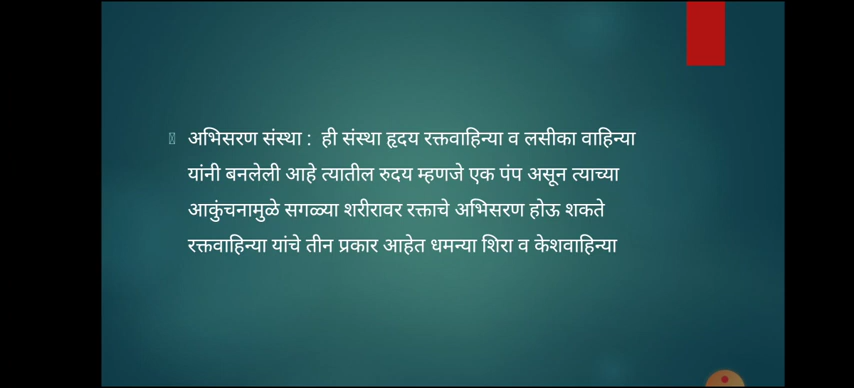 अभिसरण संस्था : ही संस्था हृदय रक्तवाहिन्या व लसीका वाहिन्या
यांनी बनलेली आहे त्यातील रुदय म्हणजे एक पंप असून त्याच्या
आकुंचनामुळे सगळ्या शरीरावर रक्ताचे अभिसरण होऊ शकते
रक्तवाहिन्या यांचे तीन प्रकार आहेत धमन्या शिरा व केशवाहिन्या